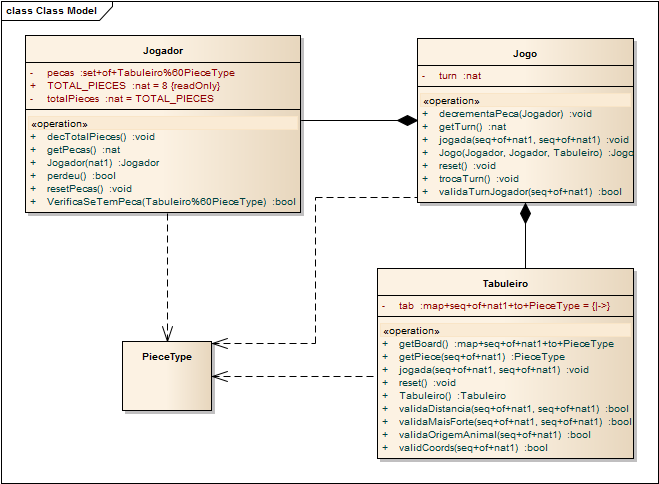 class Class Model
Jogador
- pecas :set+of+Tabuleiro%60PieceType
+ TOTAL_PIECES :nat = 8 {readOnly}
- totalPieces :nat = TOTAL_PIECES
«operation»
+ decTotalPieces() :void
+ getPecas() :nat
+ Jogador(nat1) :Jogador
+ perdeu() :bool
+ resetPecas() :void
+ VerificaSeTemPeca(Tabuleiro%60PieceType) :bool
Jogo
- turn :nat
«operation»
+ decrementaPeca(Jogador) :void
+ getTurn() :nat
+ jogada(seq+of+nat1, seq+of+nat1) :void
+ Jogo(Jogador, Jogador, Tabuleiro) :Jogo
+ reset() :void
+ trocaTurn() :void
+ validaTurnJogador(seq+of+nat1) :bool
PieceType
Tabuleiro
- tab :map+seq+of+nat1+to+PieceType = {|->}
«operation»
+ getBoard() :map+seq+of+nat1+to+PieceType
+ getPiece(seq+of+nat1) :PieceType
+ jogada(seq+of+nat1, seq+of+nat1) :void
+ reset() :void
+ Tabuleiro() :Tabuleiro
+ validaDistancia(seq+of+nat1, seq+of+nat1) :bool
+ validaMaisForte(seq+of+nat1, seq+of+nat1) :bool
+ validaOrigemAnimal(seq+of+nat1) :bool
+ validCoords(seq+of+nat1) :bool